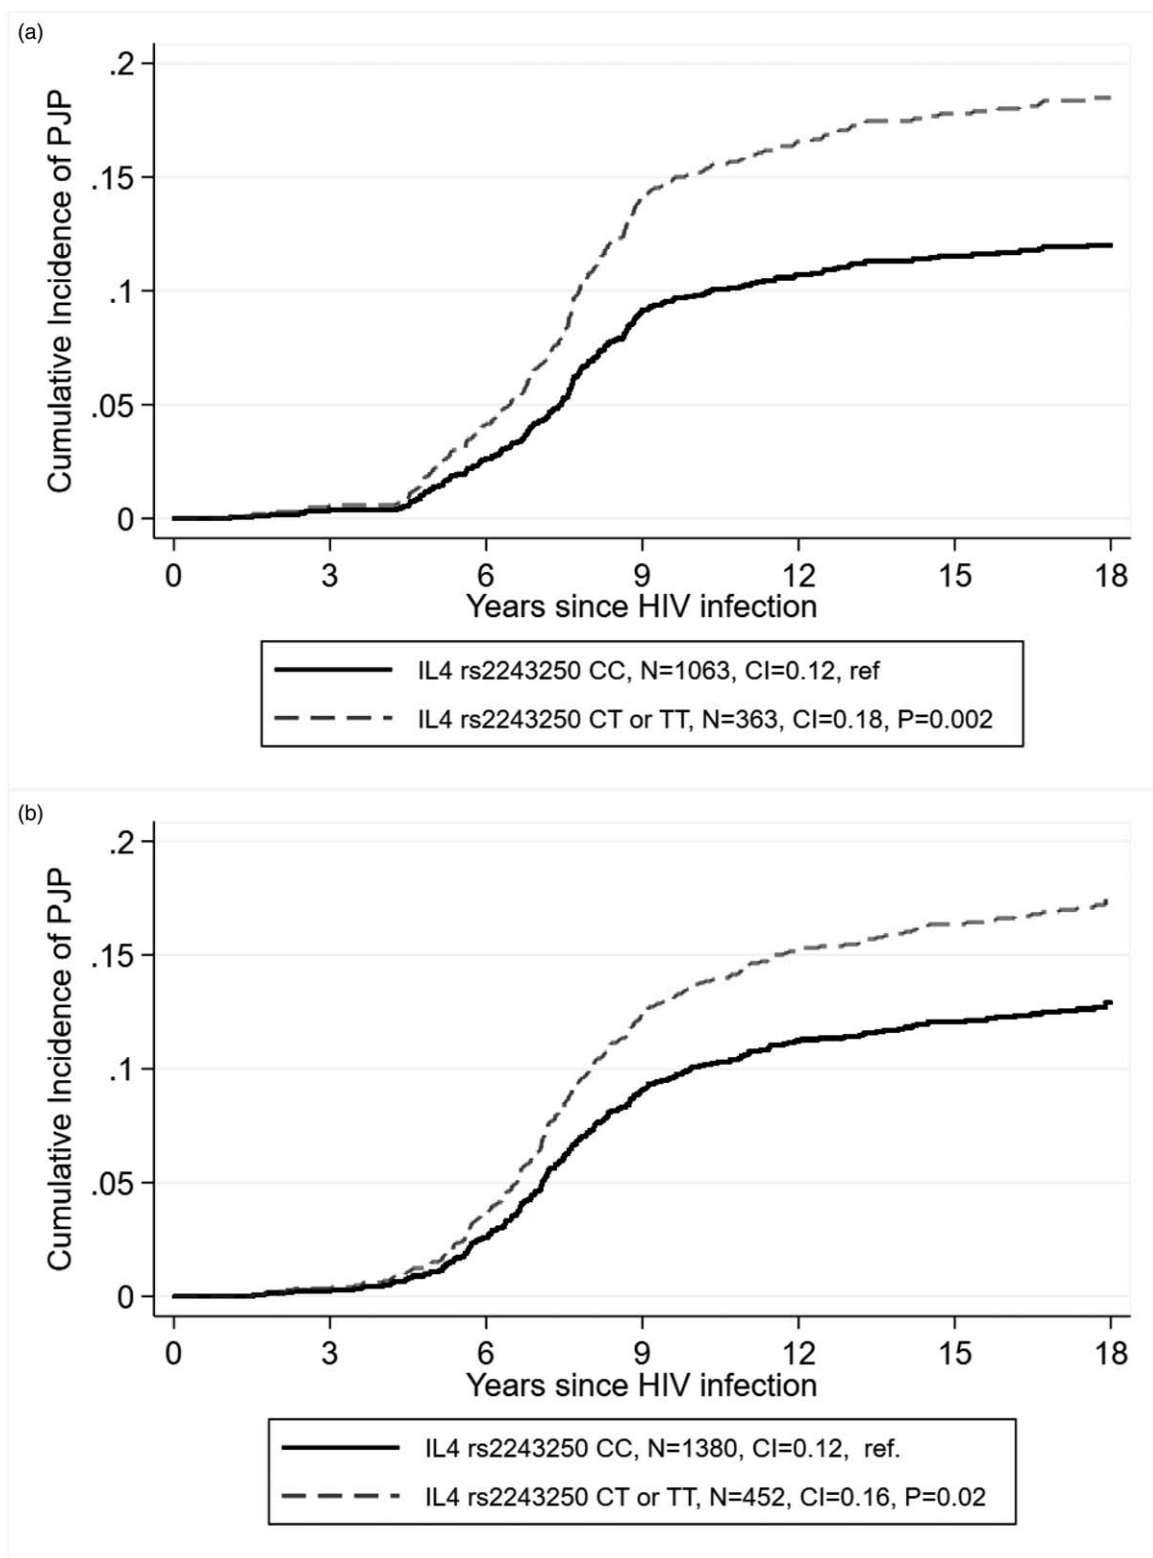 (a)
Cumulative Incidence of PJP
.2
.15
.1
.05
0
0 3 6 9 12 15 18
Years since HIV infection
IL4 rs2243250 CC, N=1063, CI=0.12, ref
IL4 rs2243250 CT or TT, N=363, CI=0.18, P=0.002
(b)
Cumulative Incidence of PJP
.2
.15
.1
.05
0
0 3 6 9 12 15 18
Years since HIV infection
IL4 rs2243250 CC, N=1380, CI=0.12, ref.
IL4 rs2243250 CT or TT, N=452, CI=0.16, P=0.02